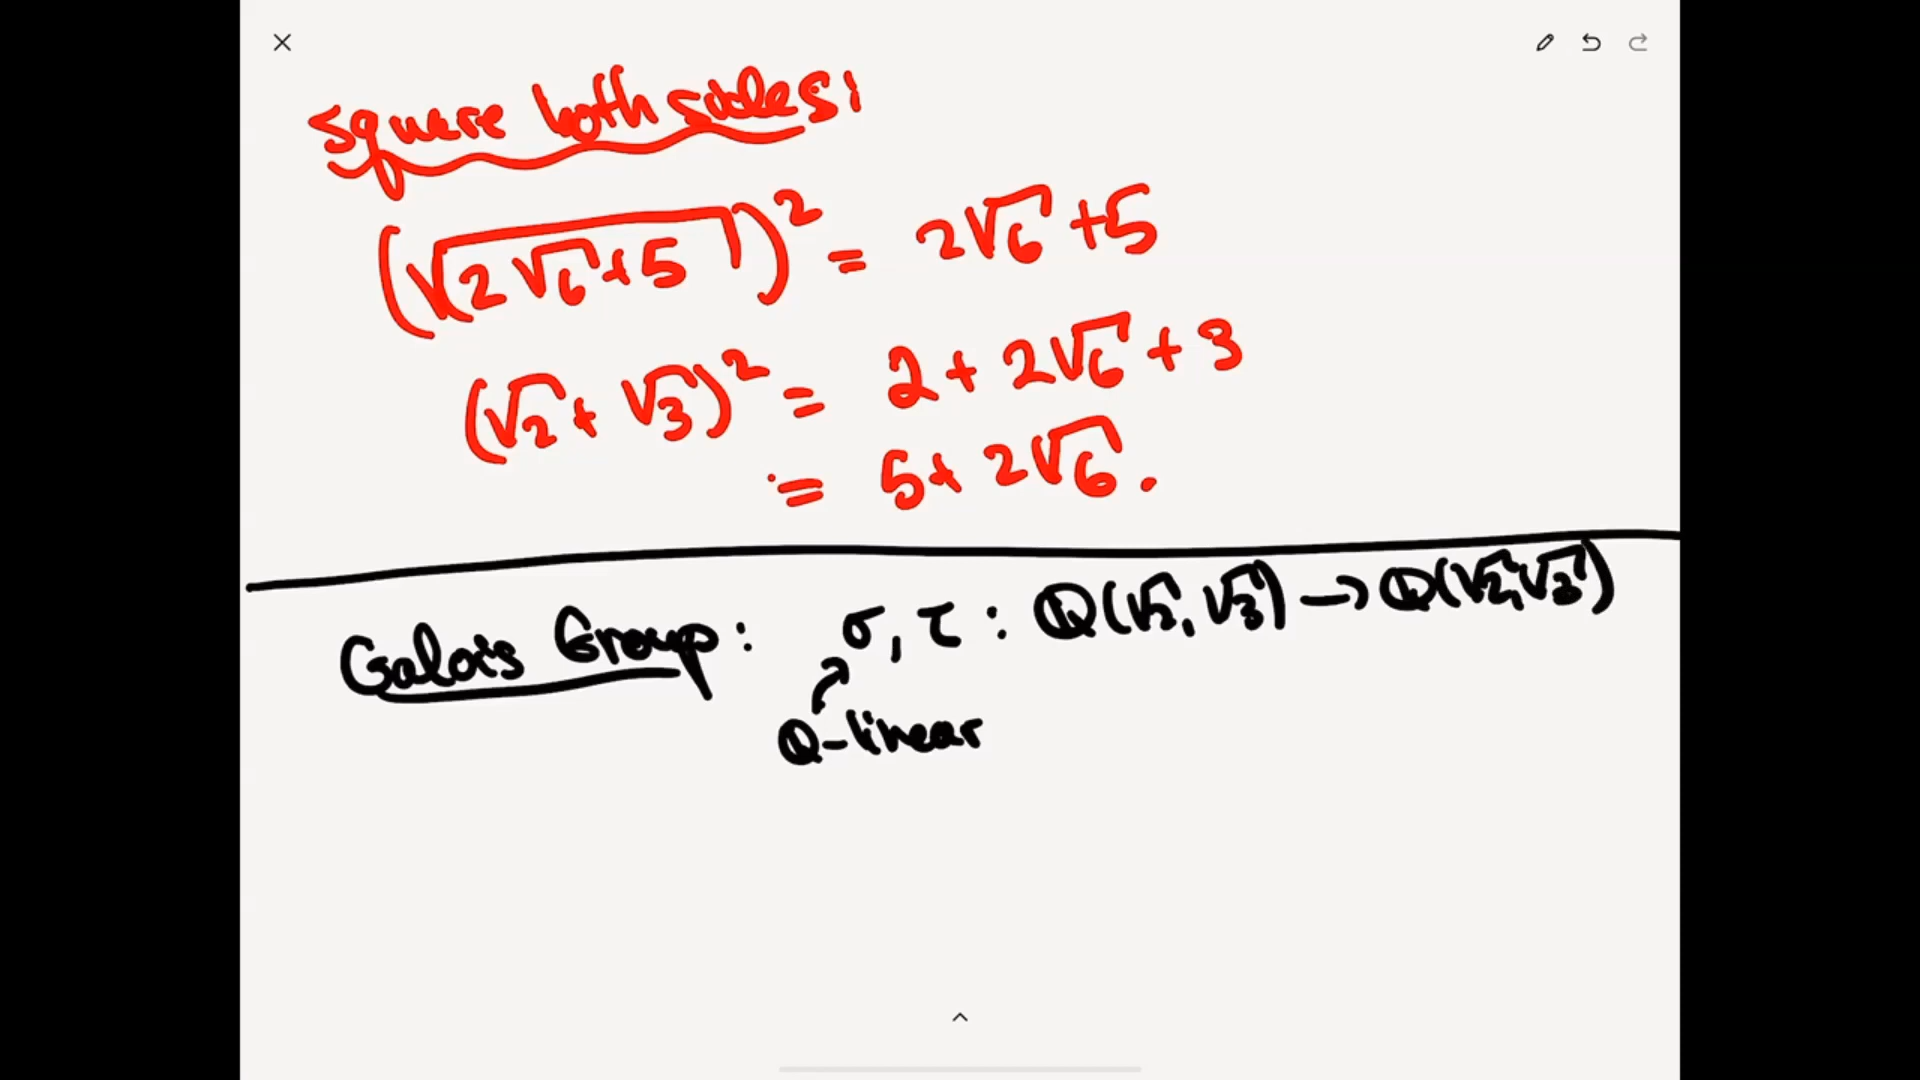 Square both sides:
(√(2√6+5))² = 2√6 + 5
(√2 + √3)² = 2 + 2√6 + 3
= 5 + 2√6.
Galois Group: σ, τ : ℚ(√2, √3) → ℚ(√2, √3)
ℚ-linear